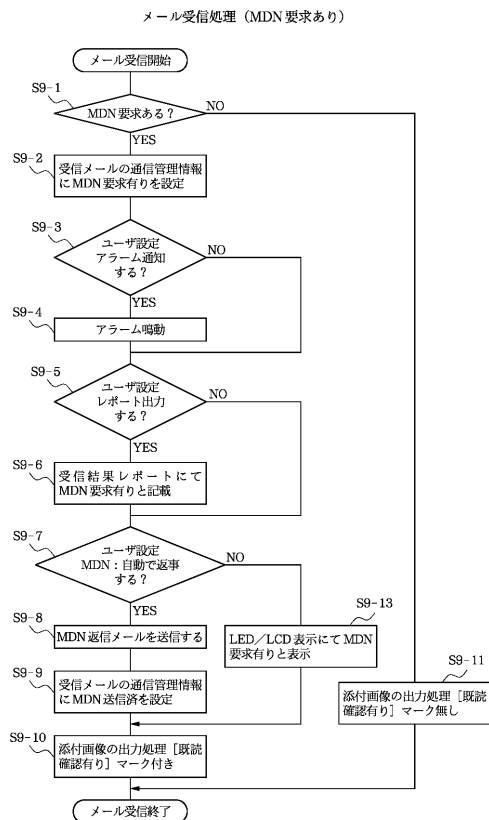 メール受信処理（MDN要求あり）
メール受信開始
S9-1
MDN要求ある？
NO
YES
S9-2
受信メールの通信管理情報
にMDN要求有りを設定
S9-3
ユーザ設定
アラーム通知
する？
NO
YES
S9-4
アラーム鳴動
S9-5
ユーザ設定
レポート出力
する？
NO
YES
S9-6
受信結果レポートにて
MDN要求有りと記載
S9-7
ユーザ設定
MDN：自動で返事
する？
NO
YES
S9-8
MDN返信メールを送信する
S9-13
LED／LCD表示にてMDN
要求有りと表示
S9-9
受信メールの通信管理情報
にMDN送信済を設定
S9-11
添付画像の出力処理［既読
確認有り］マーク無し
S9-10
添付画像の出力処理［既読
確認有り］マーク付き
メール受信終了